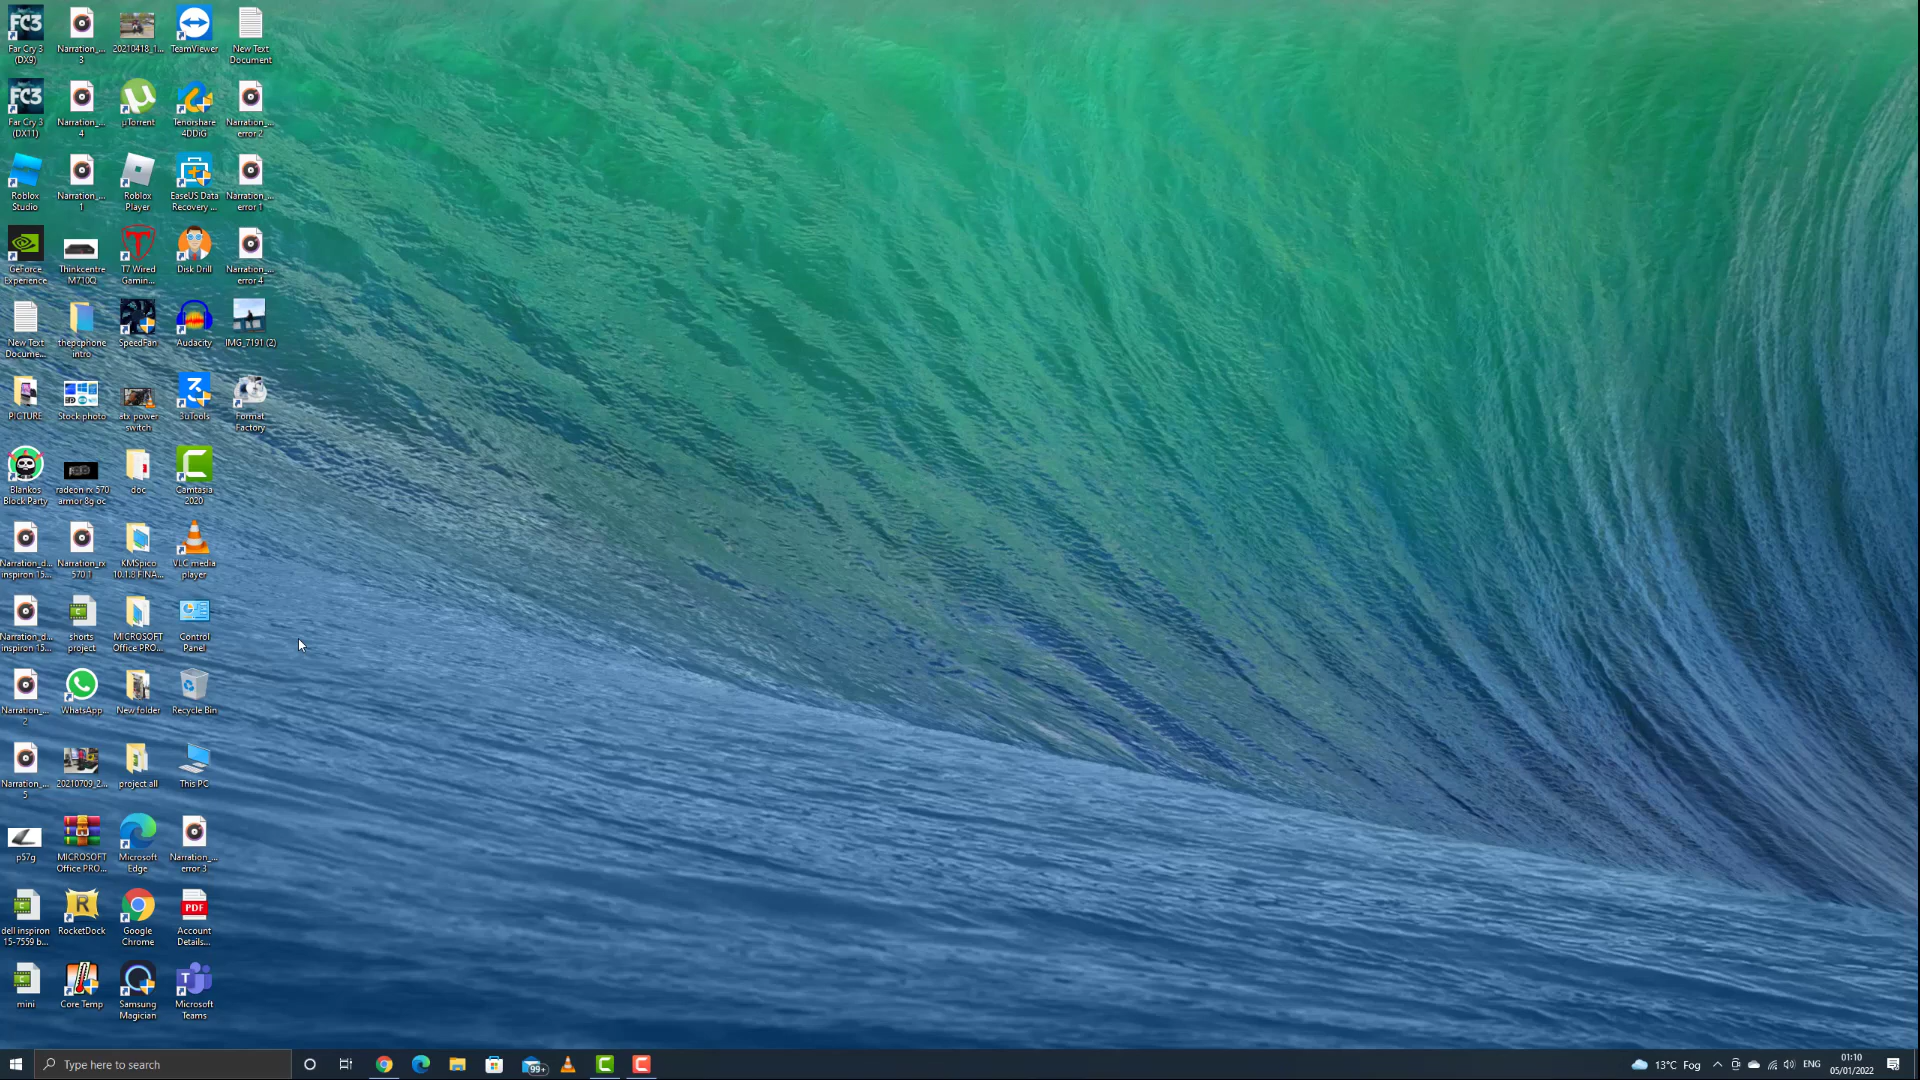 Far Cry 3
(DX9)
Narration_...
3
20210418_1...
TeamViewer
New Text
Document
Far Cry 3
(DX11)
Narration_...
4
µTorrent
Tenorshare
4DDiG
Narration_...
error 2
Roblox
Studio
Narration_...
1
Roblox
Player
EaseUS Data
Recovery ...
Narration_...
error 1
GeForce
Experience
Thinkcentre
M710Q
T7 Wired
Gamin...
Disk Drill
Narration_...
error 4
New Text
Docume...
thepcphone
intro
SpeedFan
Audacity
IMG_7191 (2)
PICTURE
Stock photo
atx power
switch
3uTools
Format
Factory
Blankos
Block Party
radeon rx 570
armor 8g oc
doc
Camtasia
2020
Narration_d...
inspiron 15...
Narration_rx
570.1
KMSpico
10.1.8 FINA...
VLC media
player
Narration_d...
inspiron 15...
shorts
project
MICROSOFT
Office PRO...
Control
Panel
Narration_...
2
WhatsApp
New folder
Recycle Bin
Narration_...
5
20210709_2...
project all
This PC
p57g
MICROSOFT
Office PRO...
Microsoft
Edge
Narration_...
error 3
dell inspiron
15-7559 b...
RocketDock
Google
Chrome
PDF
Account
Details...
mini
Core Temp
Samsung
Magician
Microsoft
Teams
Type here to search
99+
13°C Fog
ENG
01:10
05/01/2022